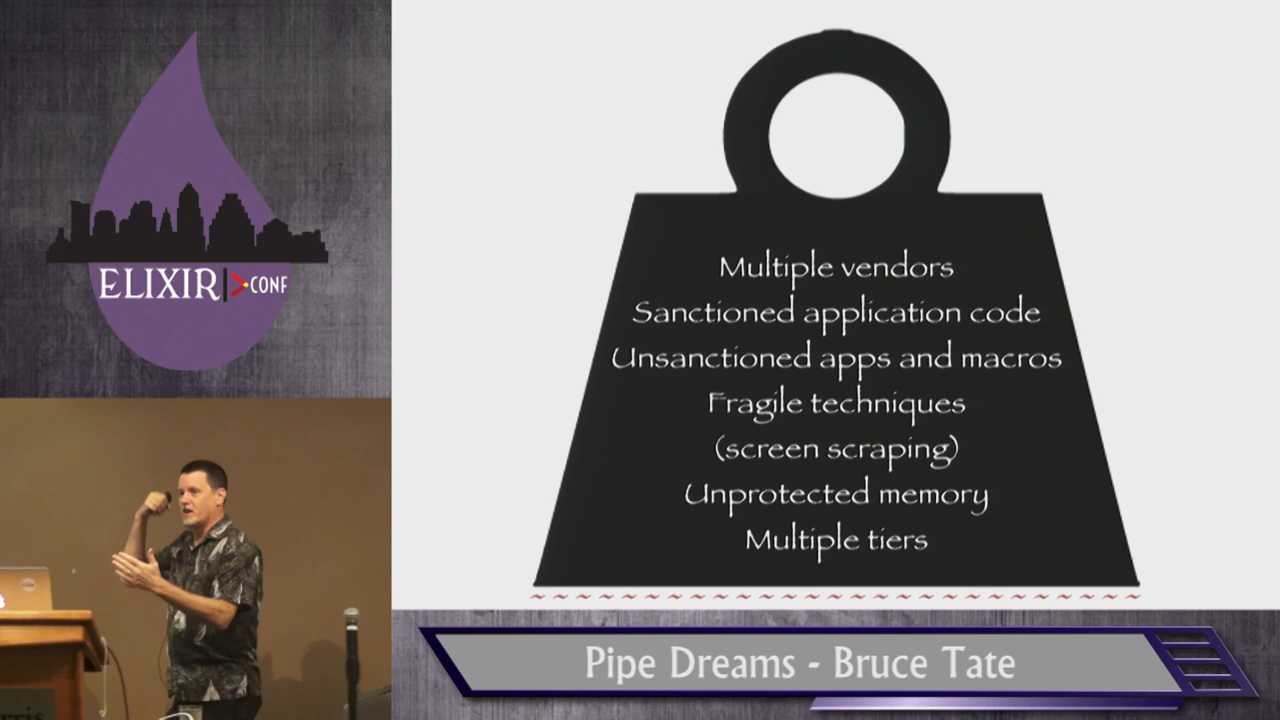 ELIXIR
CONF
Multiple vendors
Sanctioned application code
Unsanctioned apps and macros
Fragile techniques
(screen scraping)
Unprotected memory
Multiple tiers
Pipe Dreams - Bruce Tate